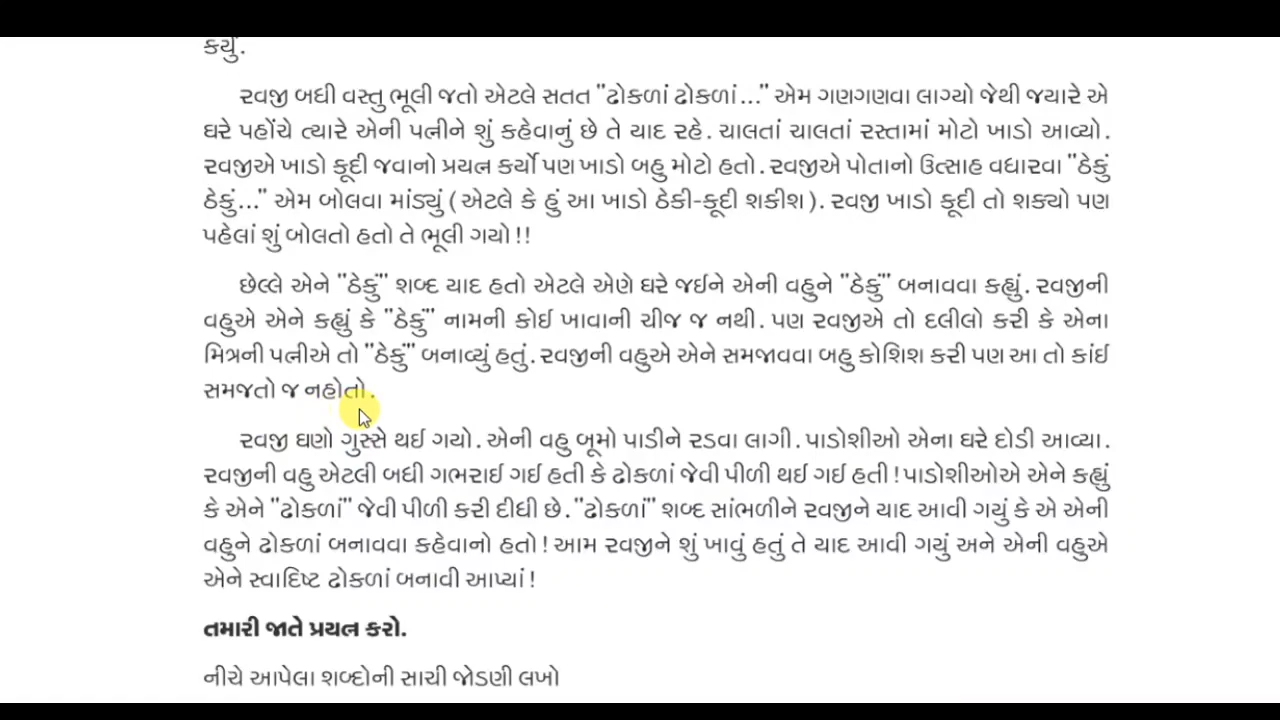 કર્યું.
રવજી બધી વસ્તુ ભૂલી જતો એટલે સતત "ઢોકળાં ઢોકળાં..." એમ ગણગણવા લાગ્યો જેથી જ્યારે એ
ઘરે પહોંચે ત્યારે એની પત્નીને શું કહેવાનું છે તે યાદ રહે. ચાલતાં ચાલતાં રસ્તામાં મોટો ખાડો આવ્યો.
રવજીએ ખાડો કૂદી જવાનો પ્રયત્ન કર્યો પણ ખાડો બહુ મોટો હતો. રવજીએ પોતાનો ઉત્સાહ વધારવા "ઠેકું
ઠેકું..." એમ બોલવા માંડ્યું (એટલે કે હું આ ખાડો ઠેકી-કૂદી શકીશ). રવજી ખાડો કૂદી તો શક્યો પણ
પહેલાં શું બોલતો હતો તે ભૂલી ગયો!!
છેલ્લે એને "ઠેકું" શબ્દ યાદ હતો એટલે એણે ઘરે જઈને એની વહુને "ઠેકું" બનાવવા કહ્યું. રવજીની
વહુએ એને કહ્યું કે "ઠેકું" નામની કોઈ ખાવાની ચીજ જ નથી. પણ રવજીએ તો દલીલો કરી કે એના
મિત્રની પત્નીએ તો "ઠેકું" બનાવ્યું હતું. રવજીની વહુએ એને સમજાવવા બહુ કોશિશ કરી પણ આ તો કાંઈ
સમજતો જ નહોતો.
રવજી ઘણો ગુસ્સે થઈ ગયો. એની વહુ બૂમો પાડીને રડવા લાગી. પાડોશીઓ એના ઘરે દોડી આવ્યા.
રવજીની વહુ એટલી બધી ગભરાઈ ગઈ હતી કે ઢોકળાં જેવી પીળી થઈ ગઈ હતી! પાડોશીઓએ એને કહ્યું
કે એને "ઢોકળાં" જેવી પીળી કરી દીધી છે. "ઢોકળાં" શબ્દ સાંભળીને રવજીને યાદ આવી ગયું કે એ એની
વહુને ઢોકળાં બનાવવા કહેવાનો હતો! આમ રવજીને શું ખાવું હતું તે યાદ આવી ગયું અને એની વહુએ
એને સ્વાદિષ્ટ ઢોકળાં બનાવી આપ્યાં!
તમારી જાતે પ્રયત્ન કરો.
નીચે આપેલા શબ્દોની સાચી જોડણી લખો